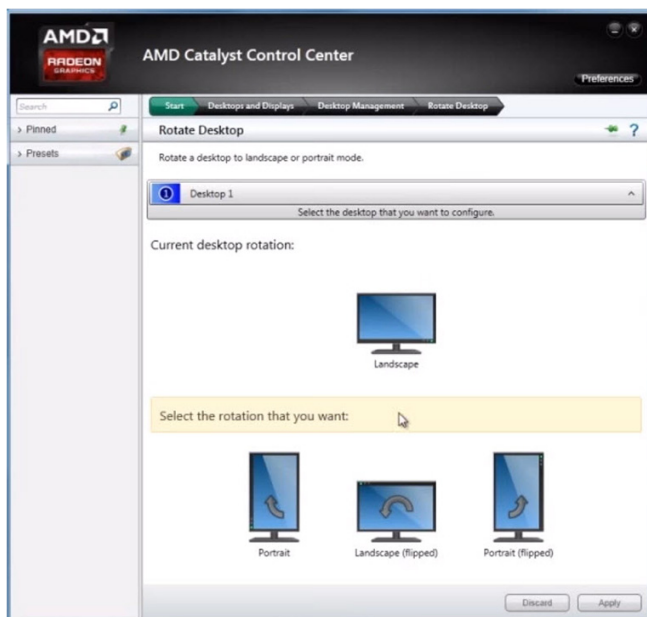 AMD
RADEON
GRAPHICS
AMD Catalyst Control Center
Preferences
Search
Start Desktops and Displays Desktop Management Rotate Desktop
Pinned
Presets
Rotate Desktop
?
Rotate a desktop to landscape or portrait mode.
1 Desktop 1
Select the desktop that you want to configure.
Current desktop rotation:
Landscape
Select the rotation that you want:
Portrait Landscape (flipped) Portrait (flipped)
Discard Apply